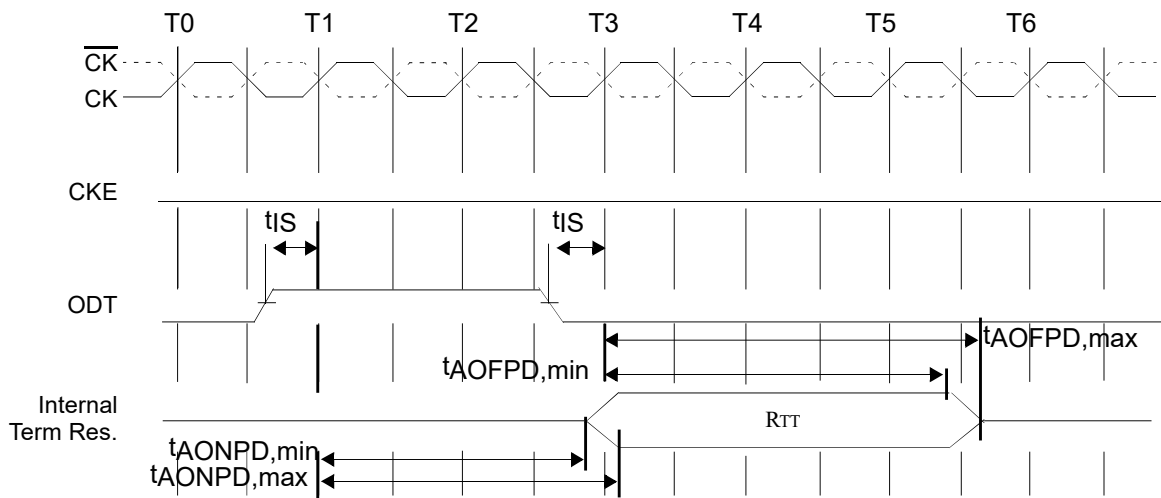 T0 T1 T2 T3 T4 T5 T6
CK
CK
CKE
tIS tIS
ODT
tAOFPD,max
tAOFPD,min
Internal
Term Res.
RTT
tAONPD,min
tAONPD,max